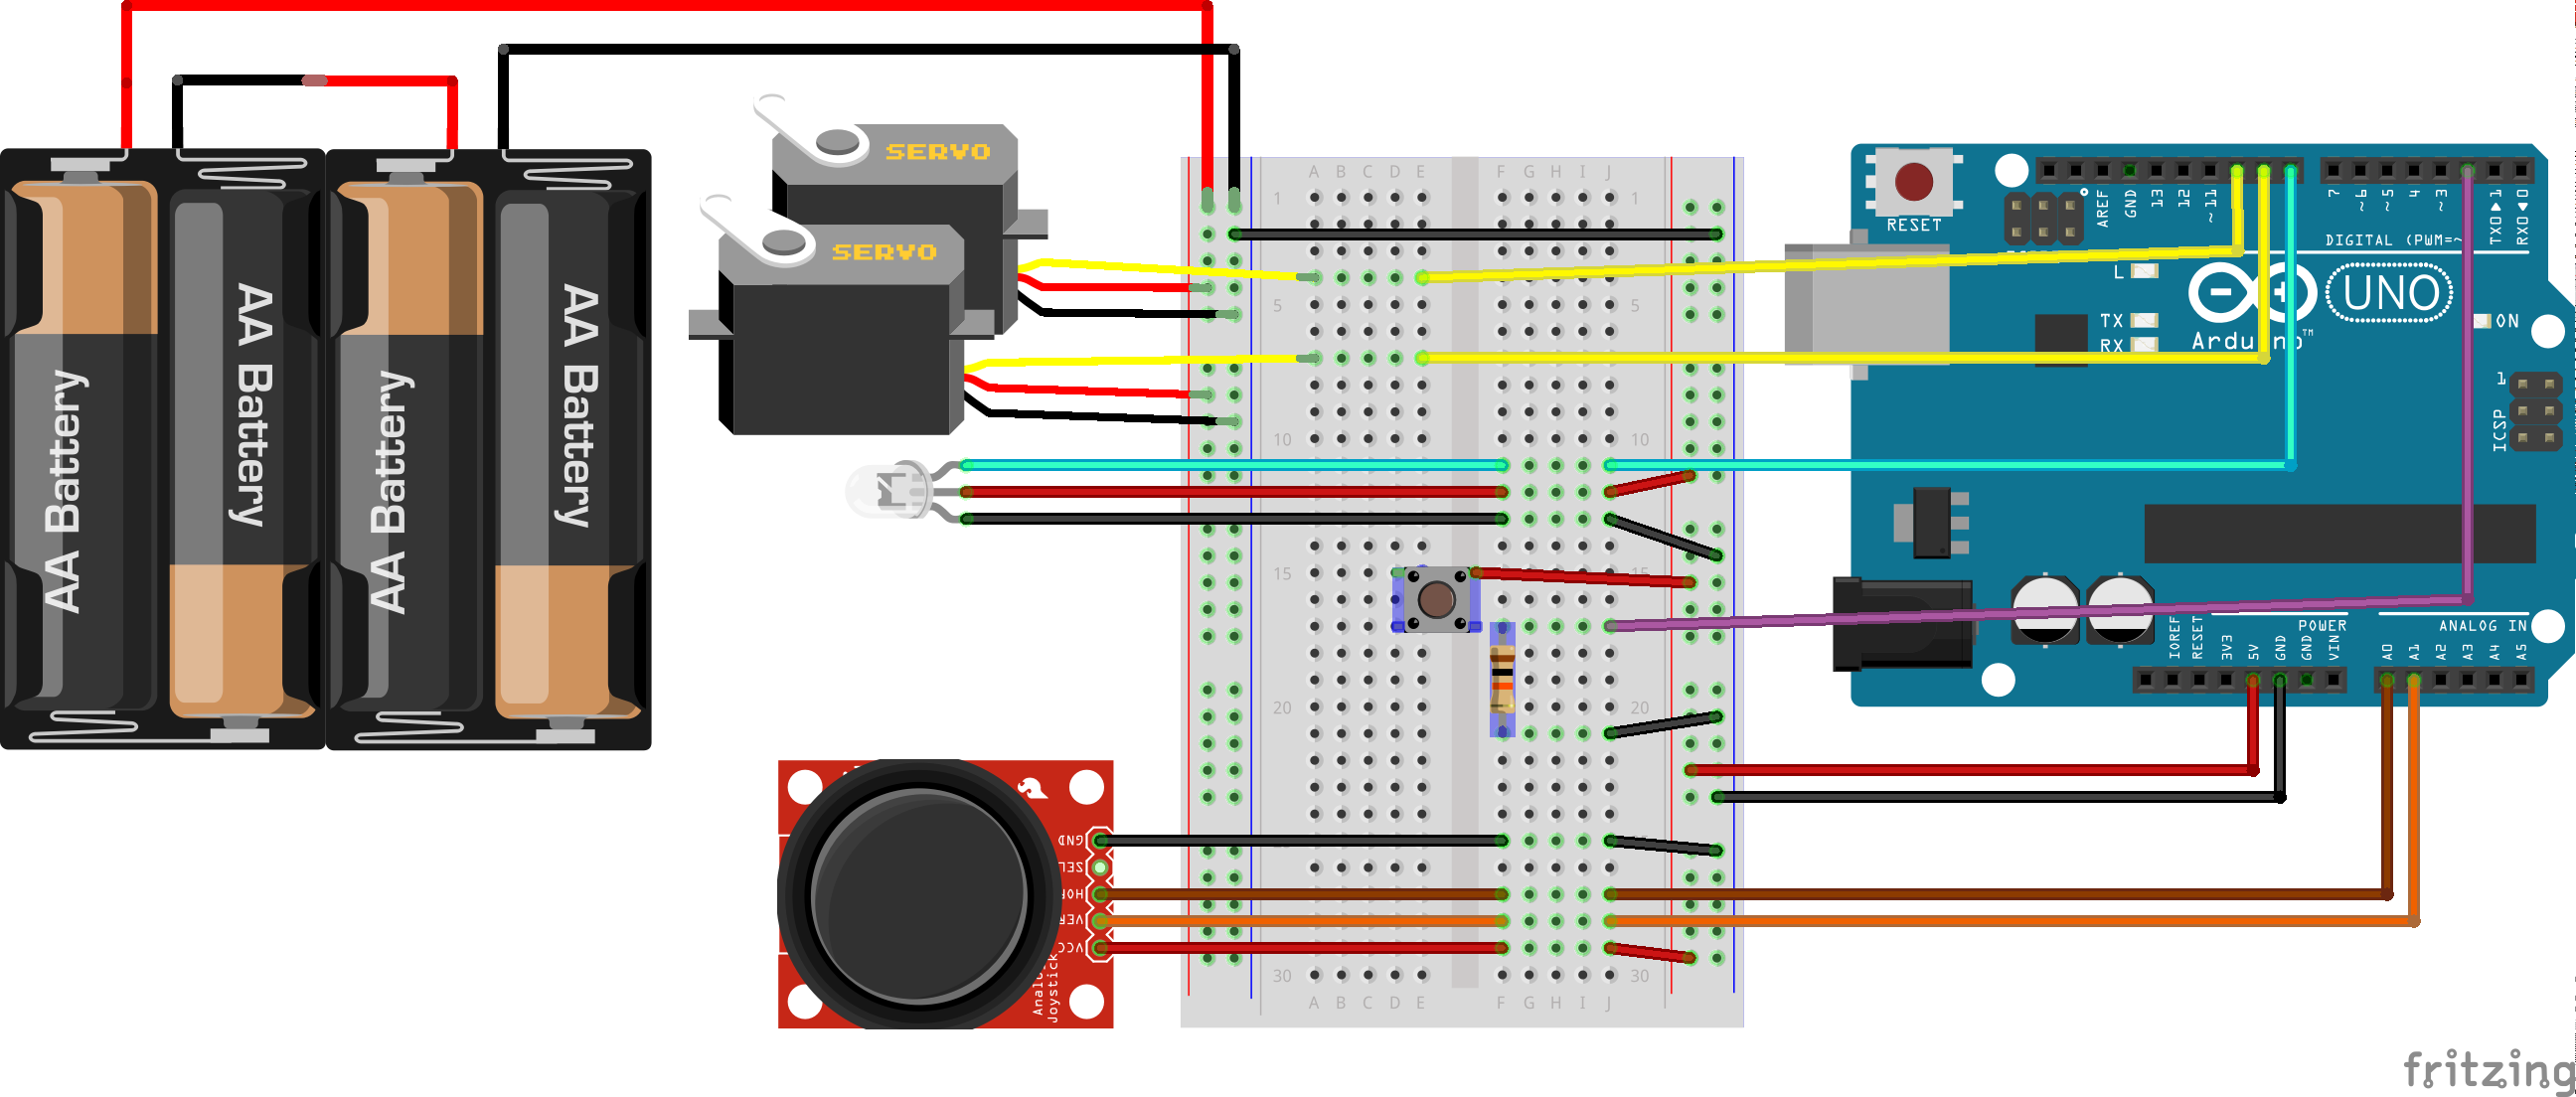 AA Battery
AA Battery
AA Battery
AA Battery
SERVO
SERVO
A B C D E F G H I J
1 1
5 5
10 10
15 15
20 20
30 30
A B C D E F G H I J
GND
SEL
HOR
VER
VCC
Analog
Joystick
RESET
AREF
GND
13
12
~11
7
~6
~5
4
~3
TX0▶1
RX0◀0
DIGITAL (PWM=~
L
TX
RX
UNO
Arduino™
ON
1
ICSP
IOREF
RESET
3V3
5V
GND
GND
VIN
POWER
A0
A1
A2
A3
A4
A5
ANALOG IN
fritzing